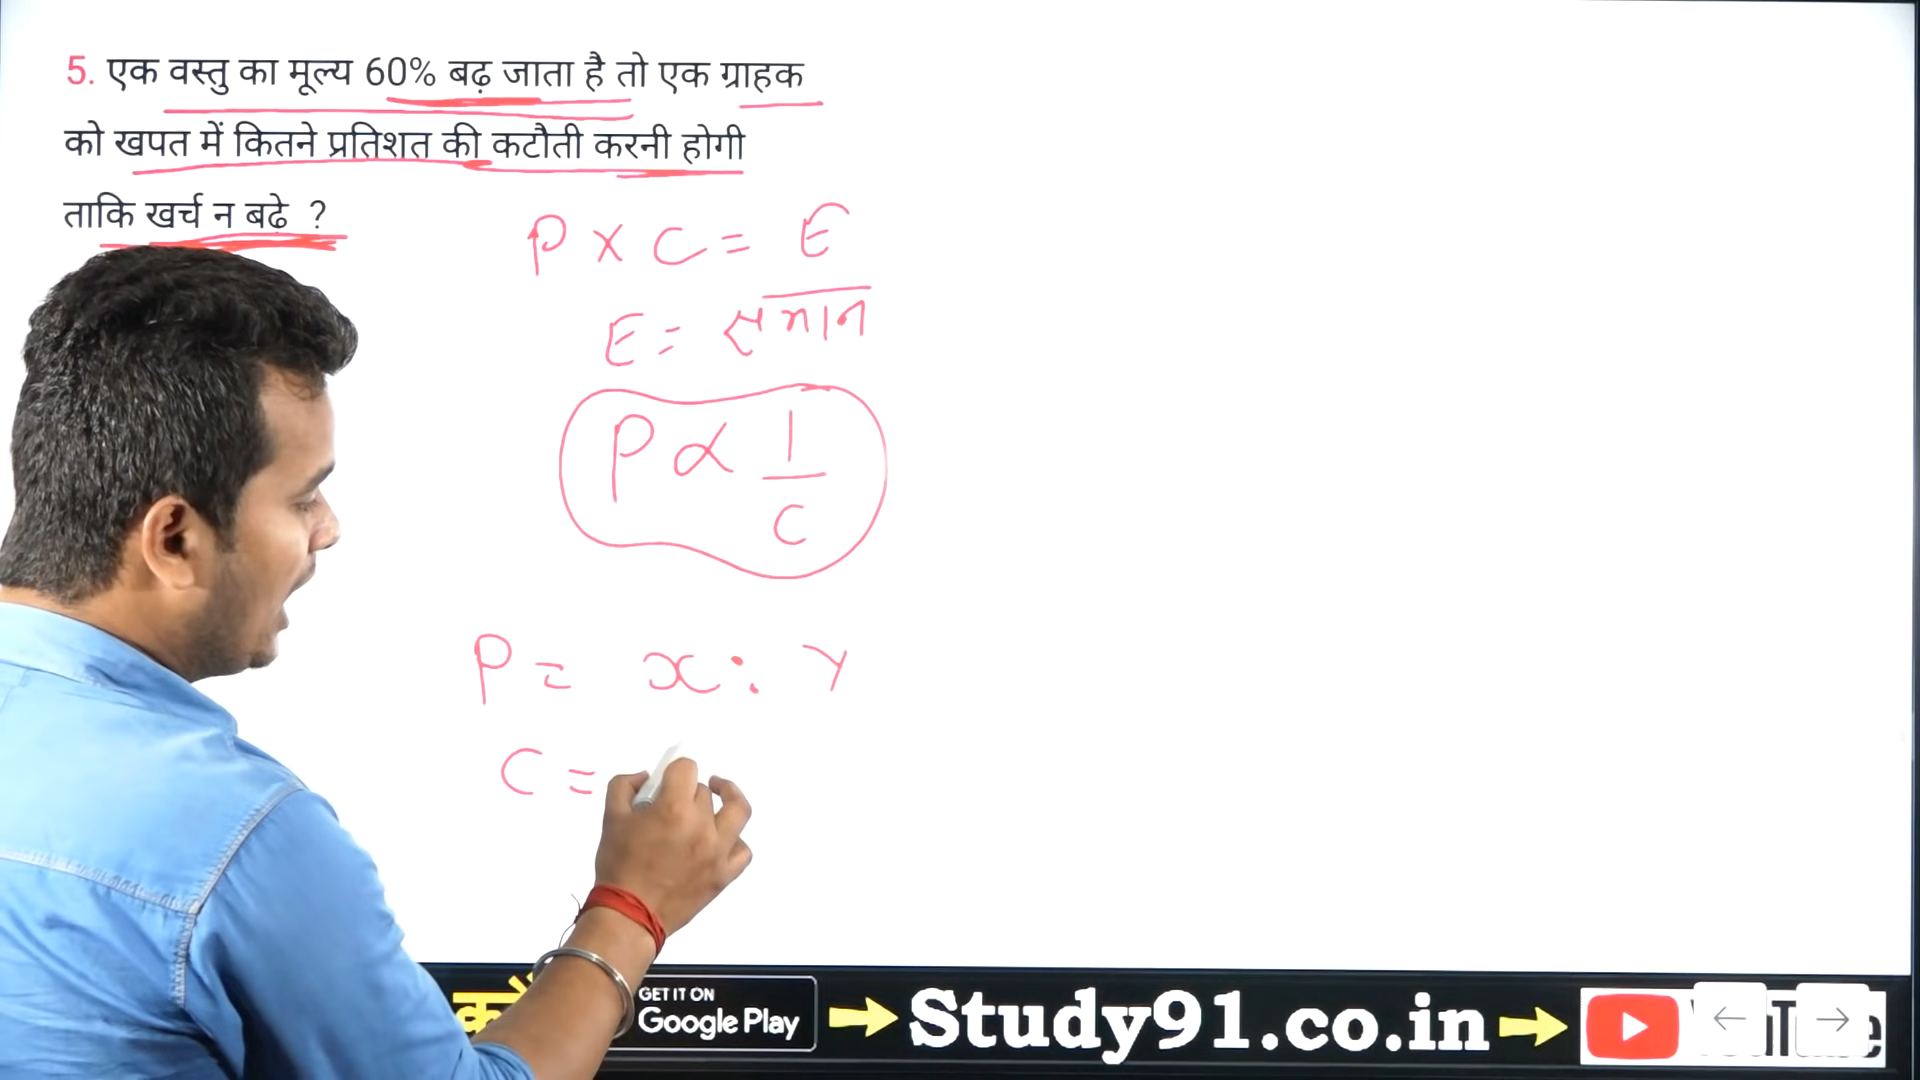 5. एक वस्तु का मूल्य 60% बढ़ जाता है तो एक ग्राहक
को खपत में कितने प्रतिशत की कटौती करनी होगी
ताकि खर्च न बढे ?
P x C = E
E = समान
P ∝ 1/C
P = x : y
C =
GET IT ON
Google Play
Study91.co.in